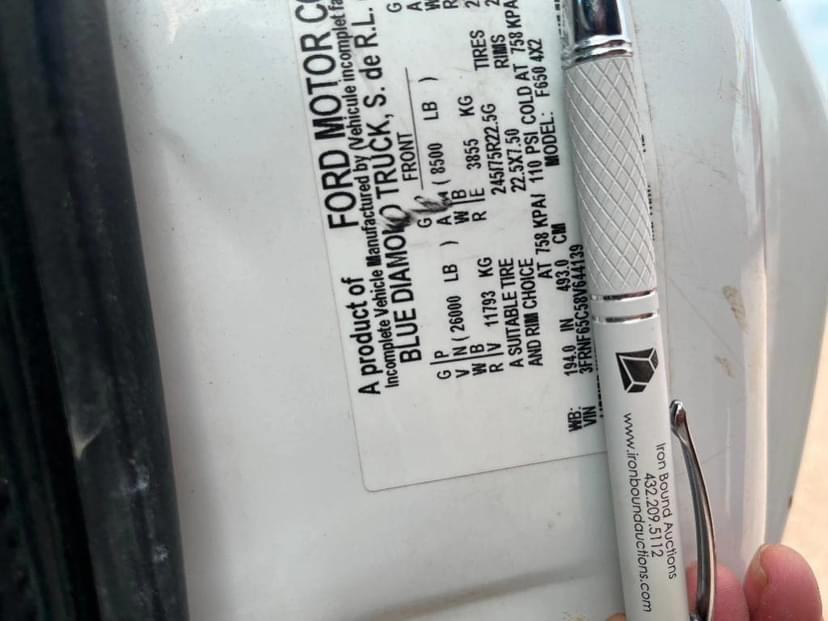 A product of FORD MOTOR CO
Incomplete Vehicle Manufactured by (Vehicule incomplet fa
BLUE DIAMOND TRUCK, S. de R.L.
FRONT
G P G
V N ( 26000 LB ) A ( 8500 LB )
W B W B
R V 11793 KG R E 3855 KG
A SUITABLE TIRE 245/75R22.5G TIRES
AND RIM CHOICE 22.5X7.50 RIMS
AT 758 KPA/ 110 PSI COLD AT 758 KPA
WB: 194.0 IN 493.0 CM MODEL: F650 4X2
VIN 3FRNF65C58V644139
Iron Bound Auctions
432.209.5112
www.ironboundauctions.com